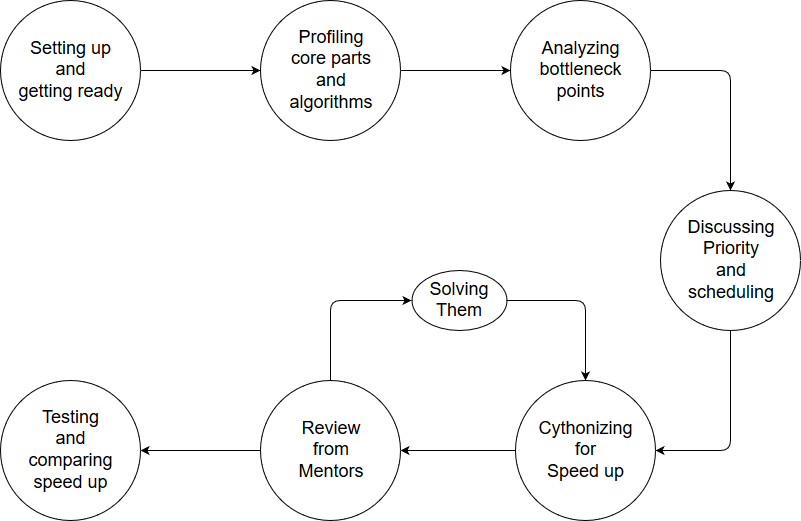 Setting up
and
getting ready
Profiling
core parts
and
algorithms
Analyzing
bottleneck
points
Discussing
Priority
and
scheduling
Solving
Them
Testing
and
comparing
speed up
Review
from
Mentors
Cythonizing
for
Speed up